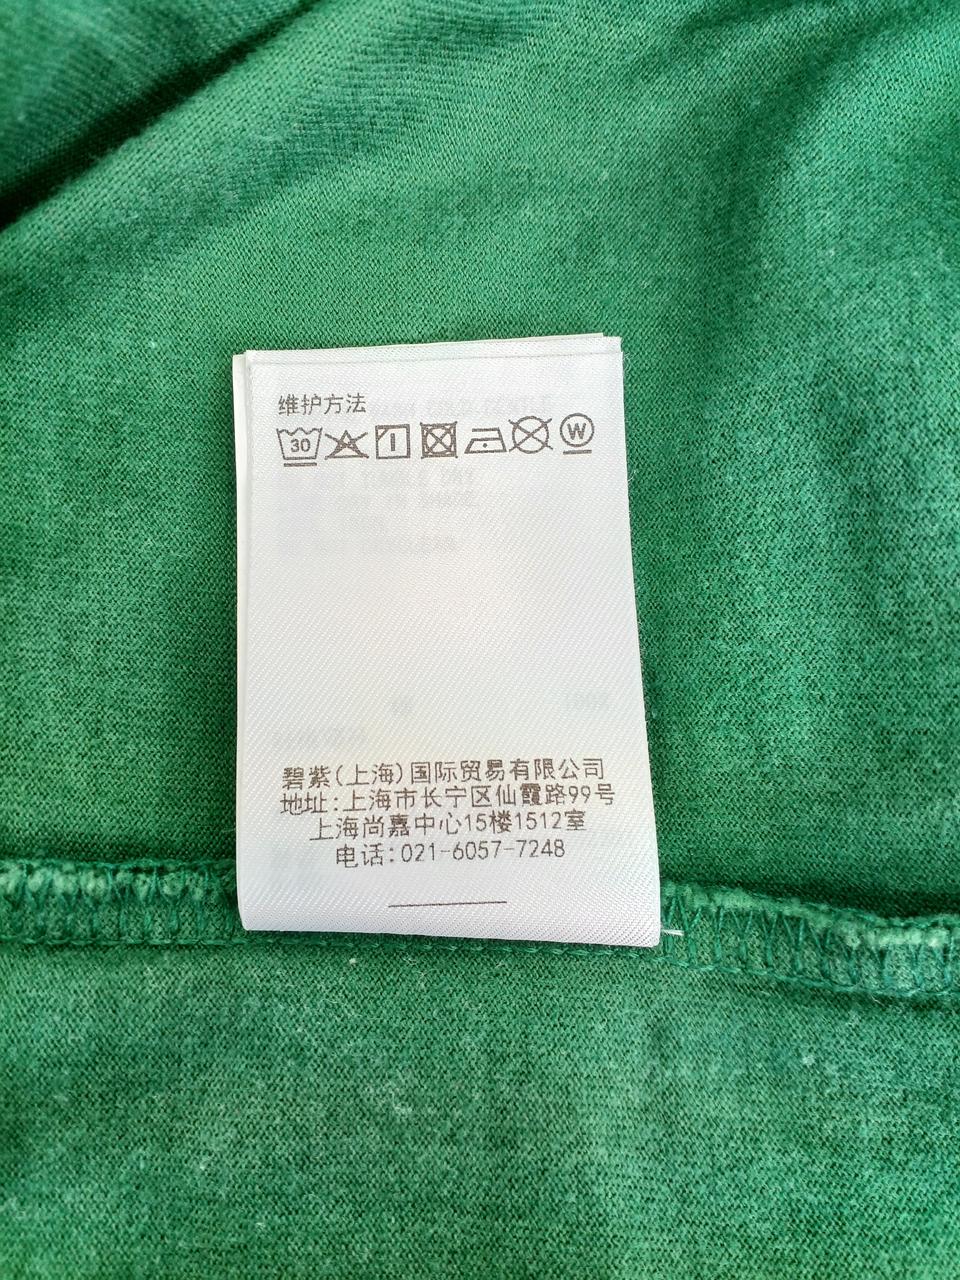 维护方法
30 W
碧紫(上海)国际贸易有限公司
地址:上海市长宁区仙霞路99号
上海尚嘉中心15楼1512室
电话:021-6057-7248